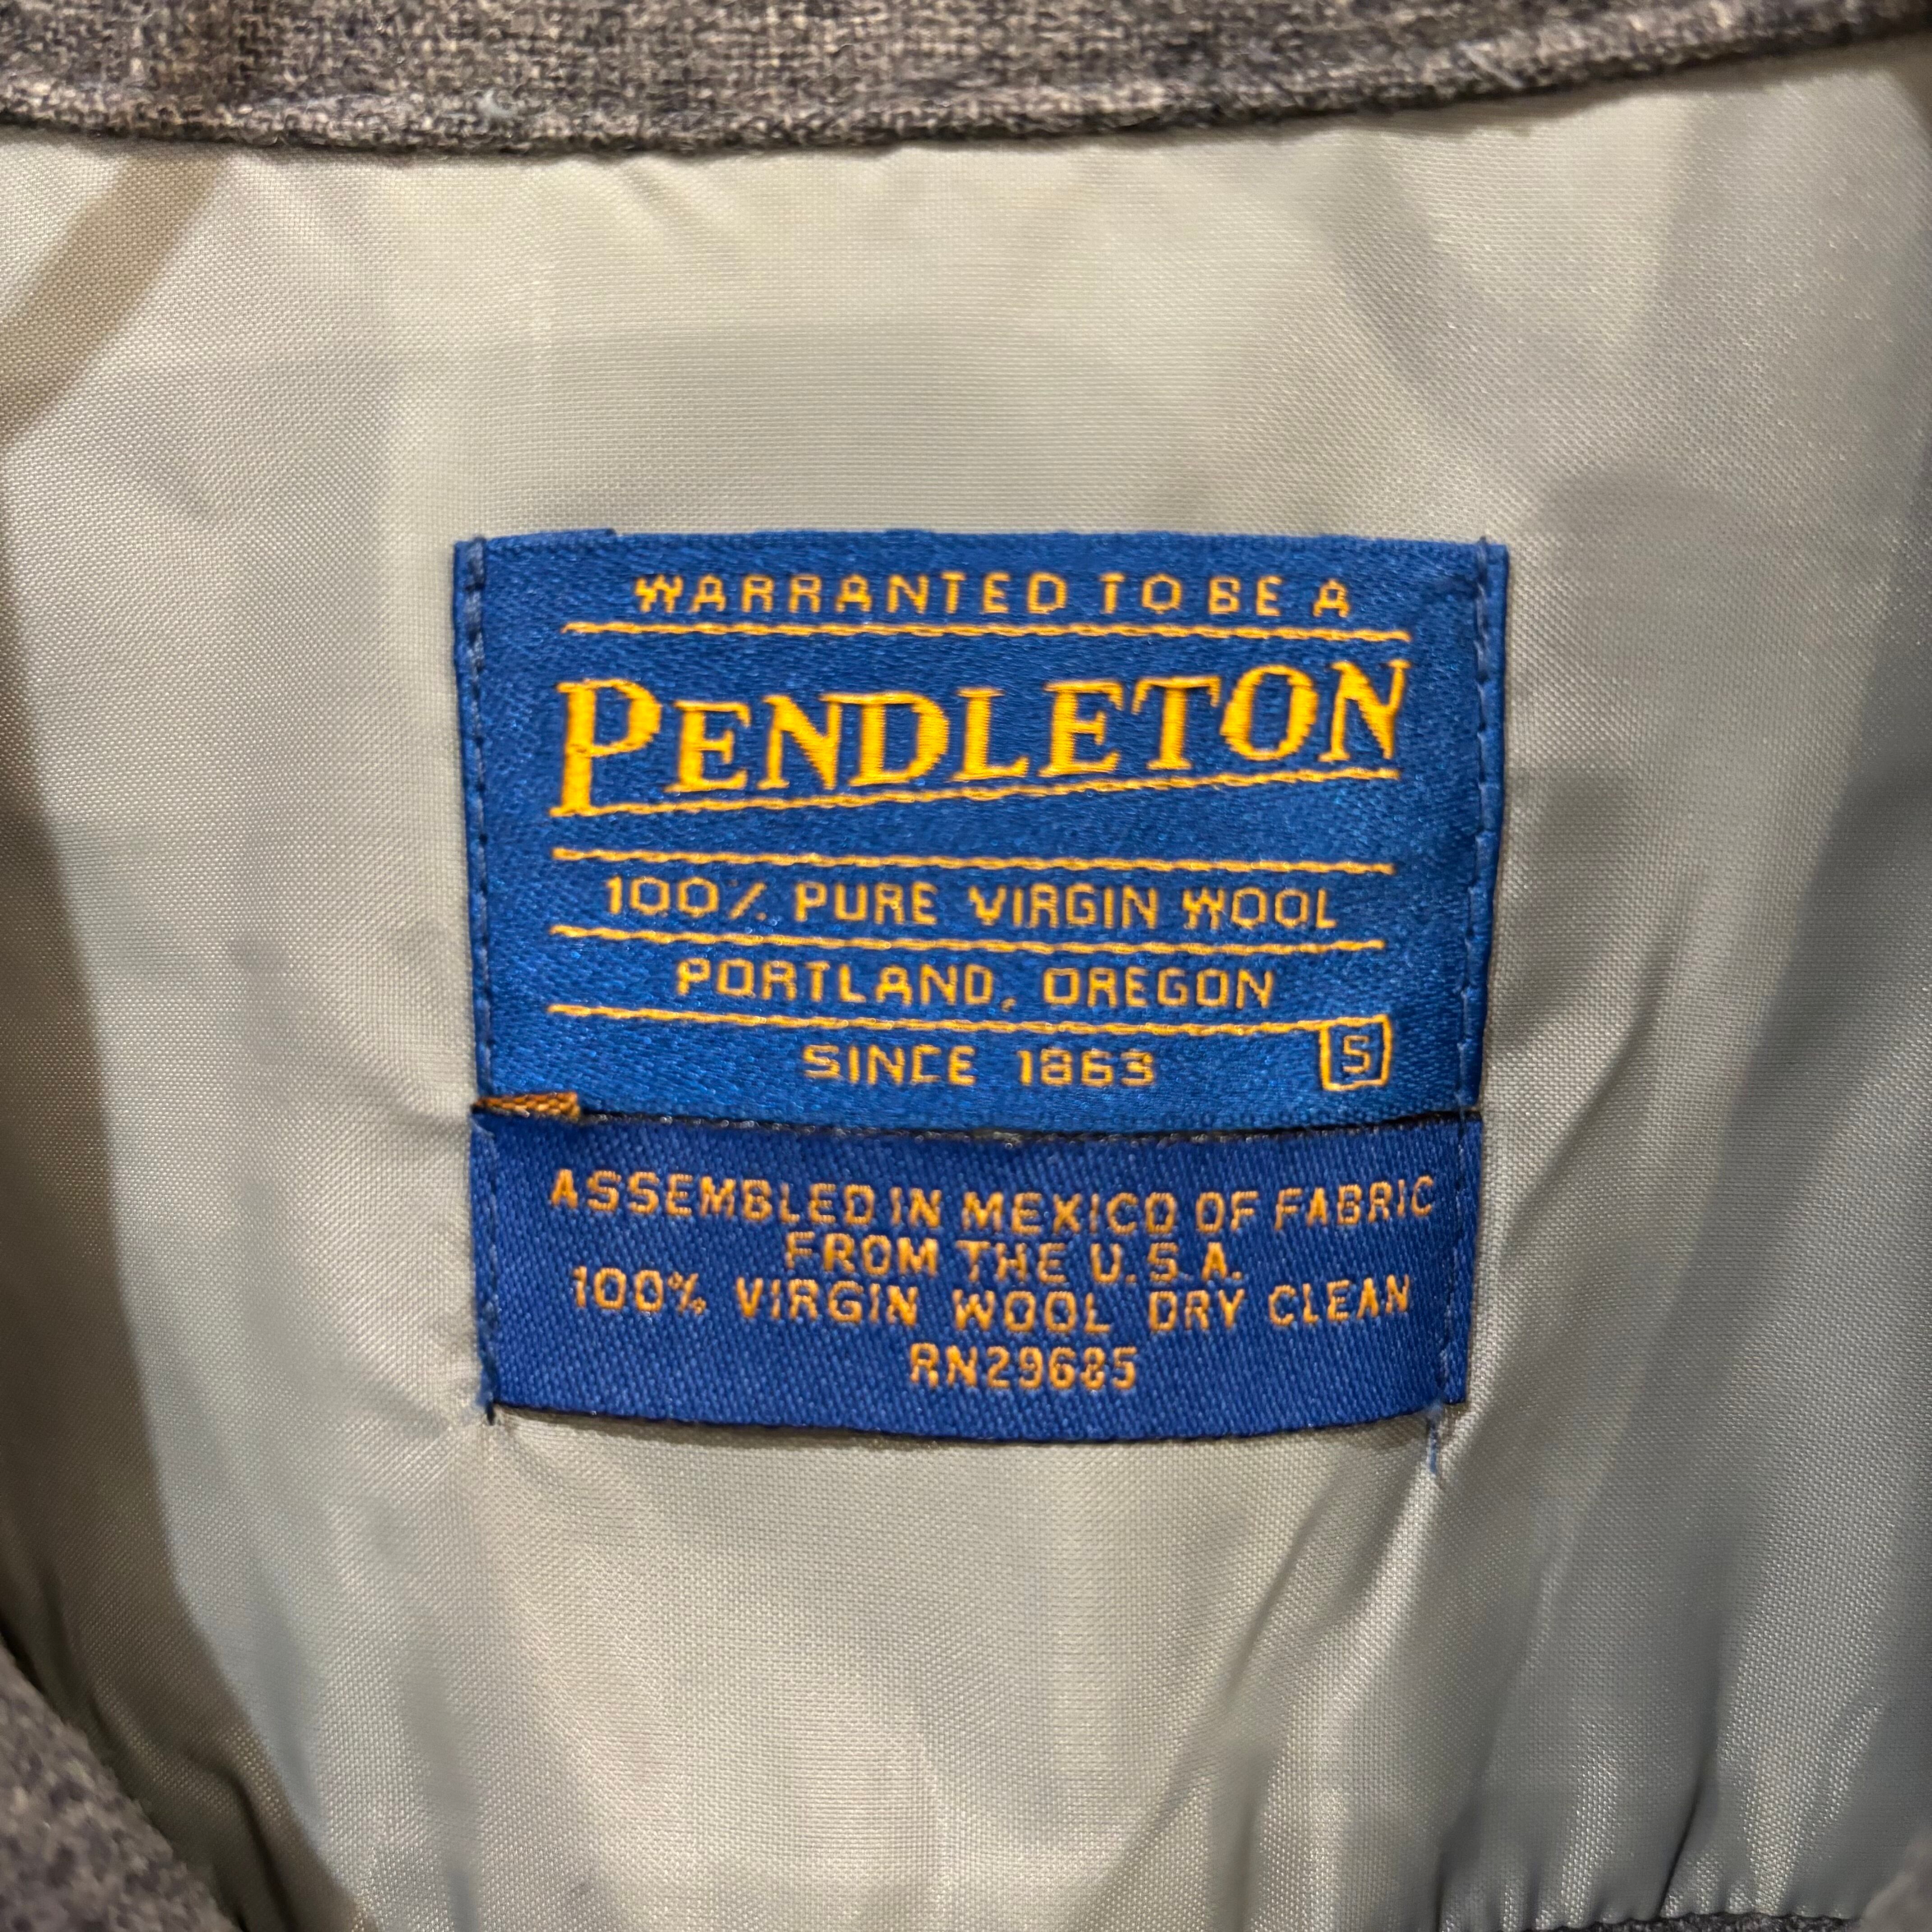 WARRANTED TO BE A
PENDLETON
100% PURE VIRGIN WOOL
PORTLAND, OREGON
SINCE 1863 S
ASSEMBLED IN MEXICO OF FABRIC
FROM THE U.S.A.
100% VIRGIN WOOL DRY CLEAN
RN29685